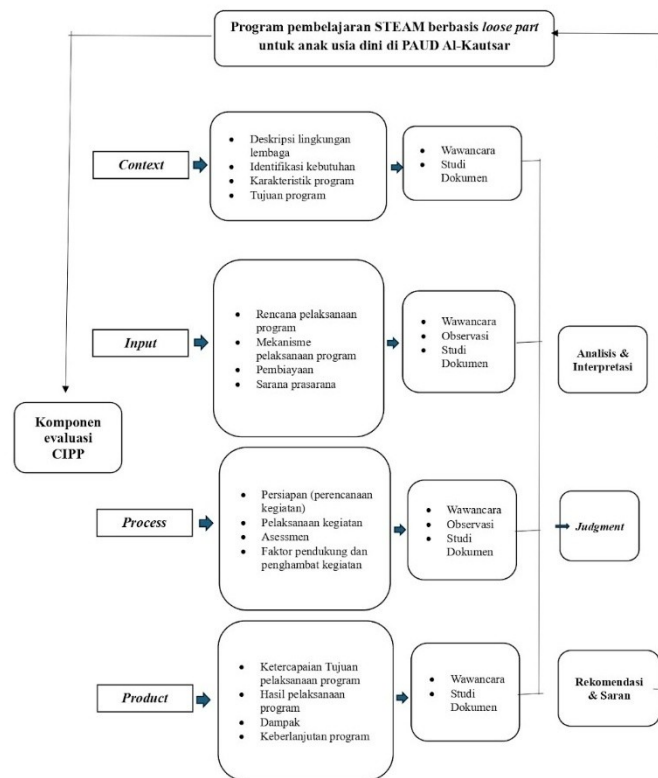 Program pembelajaran STEAM berbasis loose part
untuk anak usia dini di PAUD Al-Kautsar
Context
• Deskripsi lingkungan
lembaga
• Identifikasi kebutuhan
• Karakteristik program
• Tujuan program
• Wawancara
• Studi
Dokumen
Input
• Rencana pelaksanaan
program
• Mekanisme
pelaksanaan program
• Pembiayaan
• Sarana prasarana
• Wawancara
• Observasi
• Studi
Dokumen
Analisis &
Interpretasi
Komponen
evaluasi
CIPP
Process
• Persiapan (perencanaan
kegiatan)
• Pelaksanaan kegiatan
• Asessmen
• Faktor pendukung dan
penghambat kegiatan
• Wawancara
• Observasi
• Studi
Dokumen
Judgment
Product
• Ketercapaian Tujuan
pelaksanaan program
• Hasil pelaksanaan
program
• Dampak
• Keberlanjutan program
• Wawancara
• Studi
Dokumen
Rekomendasi
& Saran